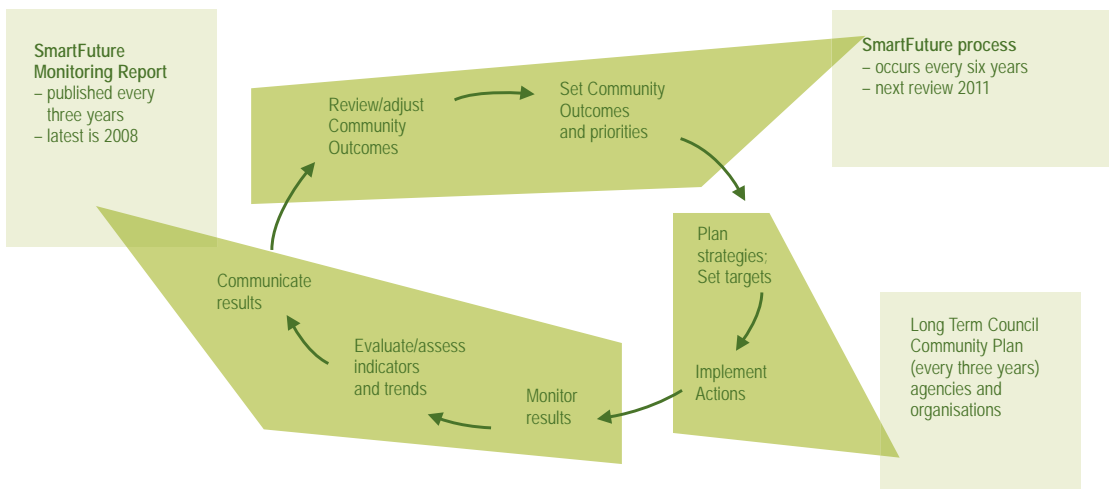 SmartFuture
Monitoring Report
– published every
three years
– latest is 2008
SmartFuture process
– occurs every six years
– next review 2011
Review/adjust
Community
Outcomes
Set Community
Outcomes
and priorities
Plan
strategies;
Set targets
Implement
Actions
Long Term Council
Community Plan
(every three years)
agencies and
organisations
Monitor
results
Evaluate/assess
indicators
and trends
Communicate
results